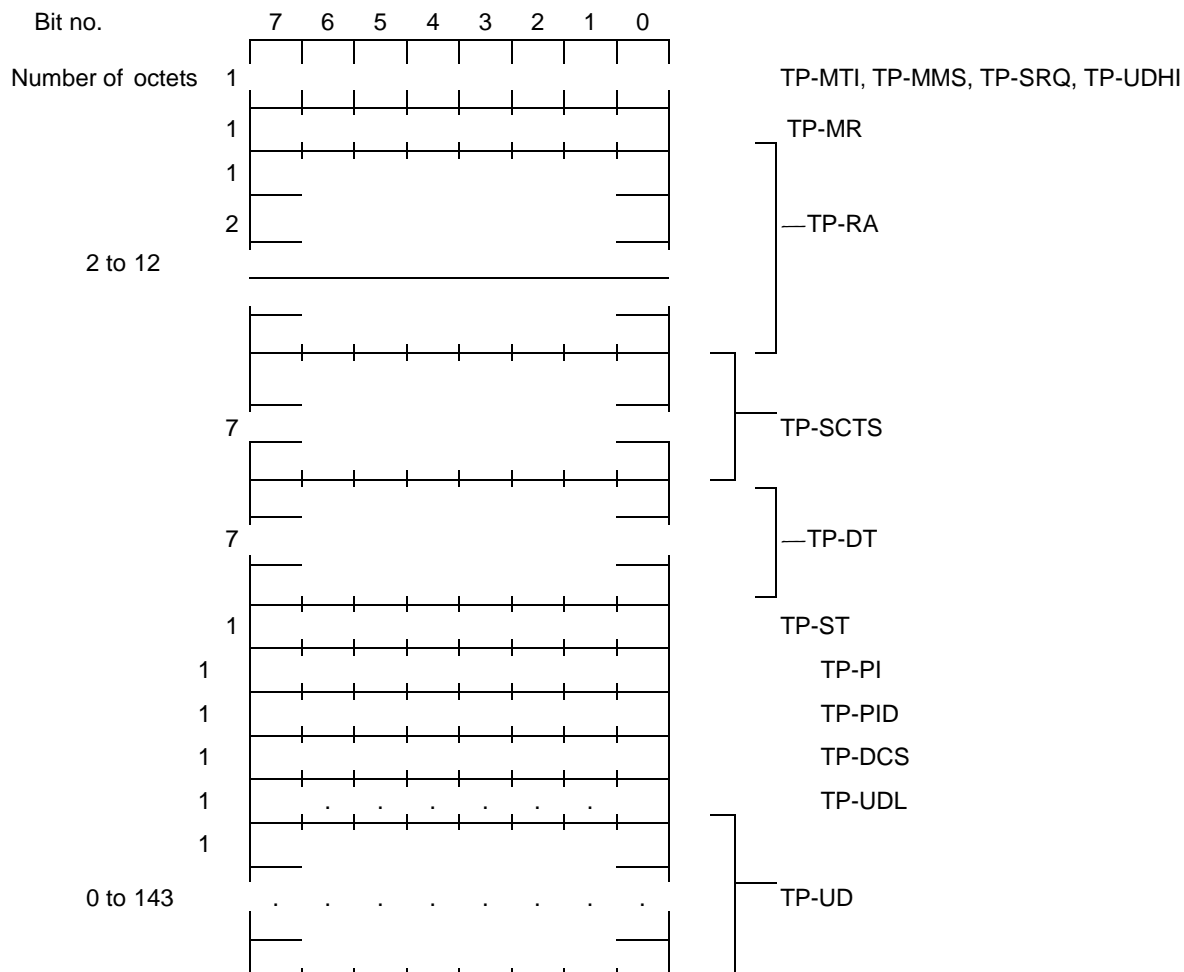 Bit no. 7 6 5 4 3 2 1 0
Number of octets 1 TP-MTI, TP-MMS, TP-SRQ, TP-UDHI
1 TP-MR
1
2 TP-RA
2 to 12
7 TP-SCTS
7 TP-DT
1 TP-ST
1 TP-PI
1 TP-PID
1 TP-DCS
1 . . . . . . TP-UDL
1
0 to 143 . . . . . . . . TP-UD